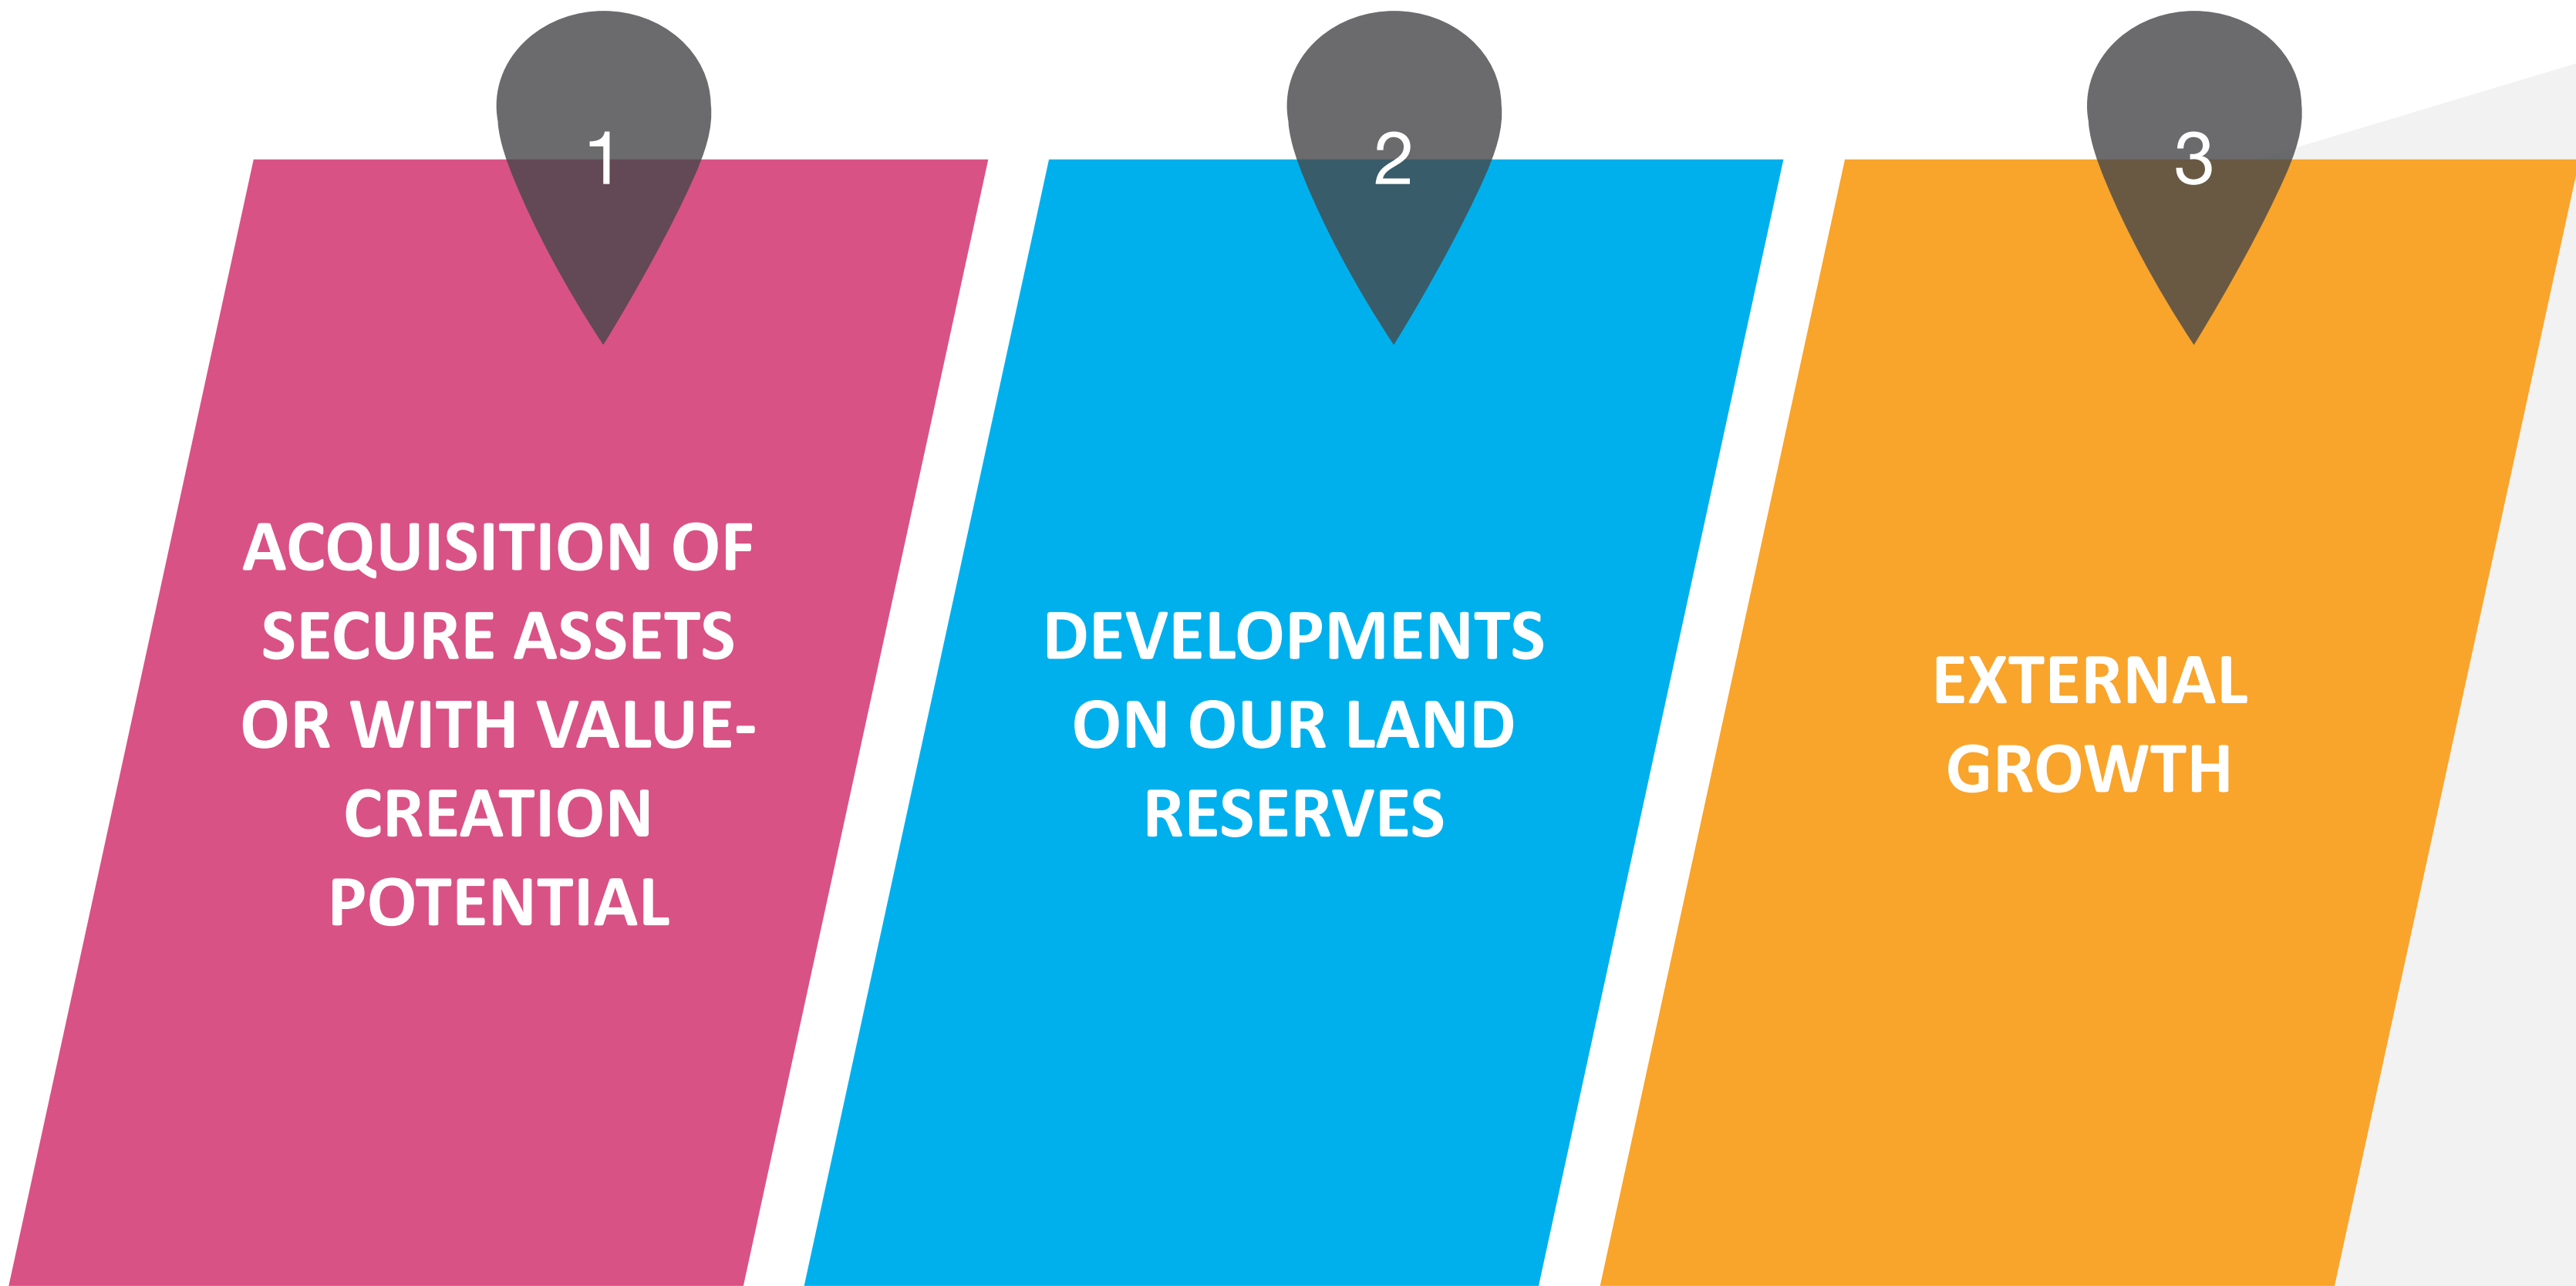 1
ACQUISITION OF
SECURE ASSETS
OR WITH VALUE-
CREATION
POTENTIAL
2
DEVELOPMENTS
ON OUR LAND
RESERVES
3
EXTERNAL
GROWTH